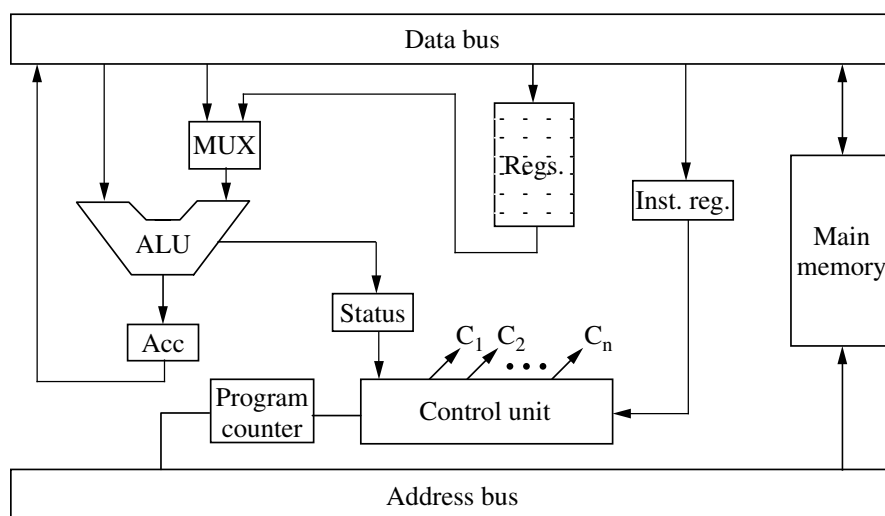 Data bus
MUX
Regs.
Inst. reg.
ALU
Main
memory
Status
Acc
C1 C2 • • • Cn
Program
counter
Control unit
Address bus